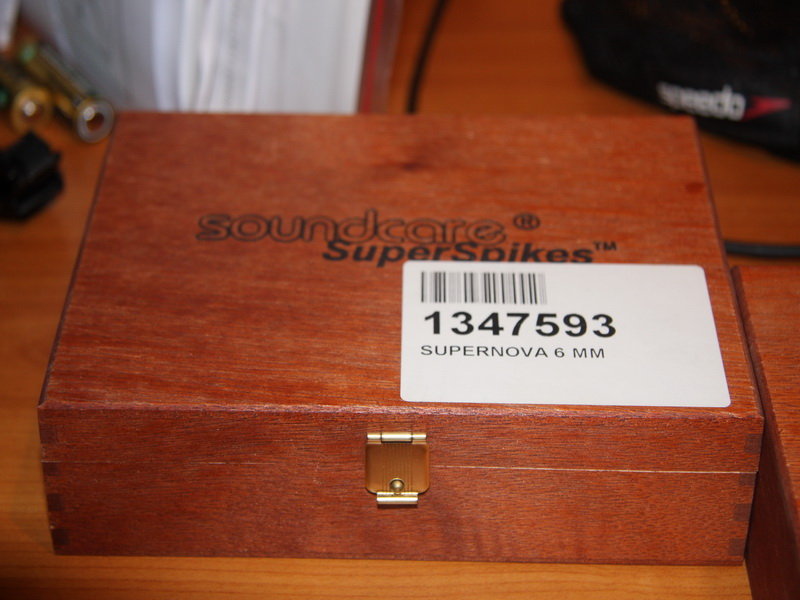 speedo
soundcare®
SuperSpikes™
1347593
SUPERNOVA 6 MM